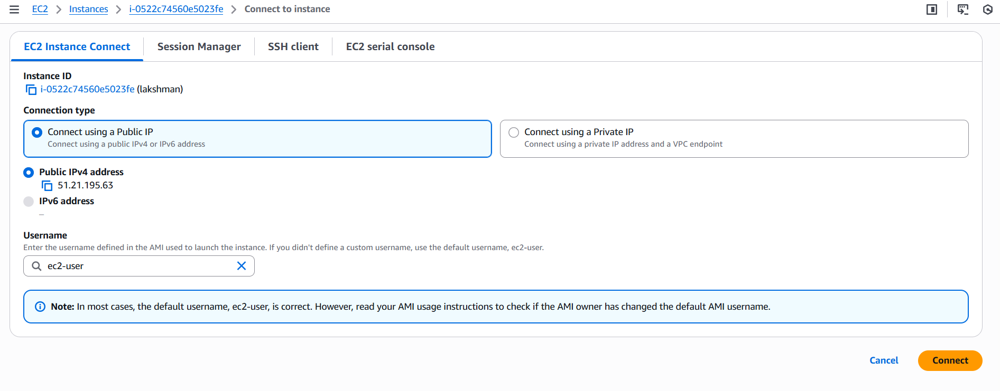 EC2 > Instances > i-0522c74560e5023fe > Connect to instance
EC2 Instance Connect
Session Manager
SSH client
EC2 serial console
Instance ID
i-0522c74560e5023fe (lakshman)
Connection type
Connect using a Public IP
Connect using a public IPv4 or IPv6 address
Connect using a Private IP
Connect using a private IP address and a VPC endpoint
Public IPv4 address
51.21.195.63
IPv6 address
–
Username
Enter the username defined in the AMI used to launch the instance. If you didn't define a custom username, use the default username, ec2-user.
ec2-user
Note: In most cases, the default username, ec2-user, is correct. However, read your AMI usage instructions to check if the AMI owner has changed the default AMI username.
Cancel
Connect